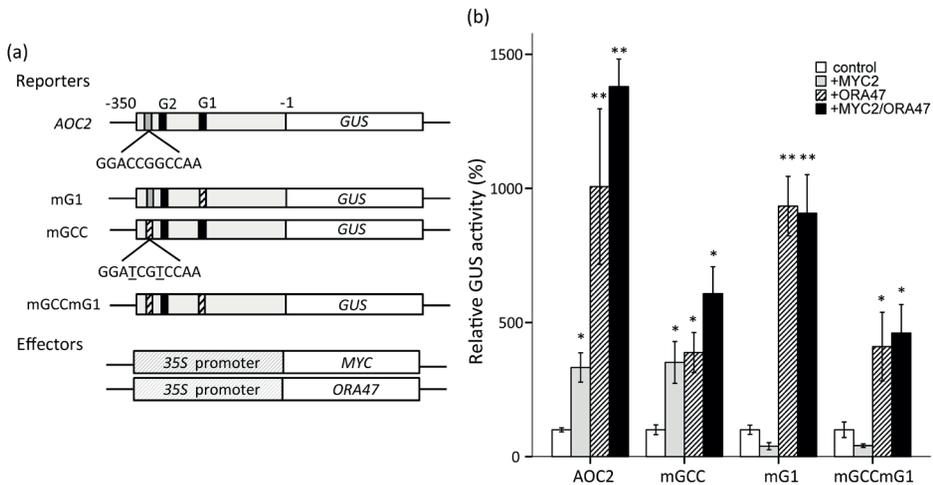 (a)
Reporters
-350 G2 G1 -1
AOC2 GUS
GGACCGGCCAA
mG1 GUS
mGCC GUS
GGATCGTCCAA
mGCCmG1 GUS
Effectors
35S promoter MYC
35S promoter ORA47
(b)
Relative GUS activity (%)
1500
1000
500
0
control
+MYC2
+ORA47
+MYC2/ORA47
* ** **
* * *
** **
* *
AOC2 mGCC mG1 mGCCmG1